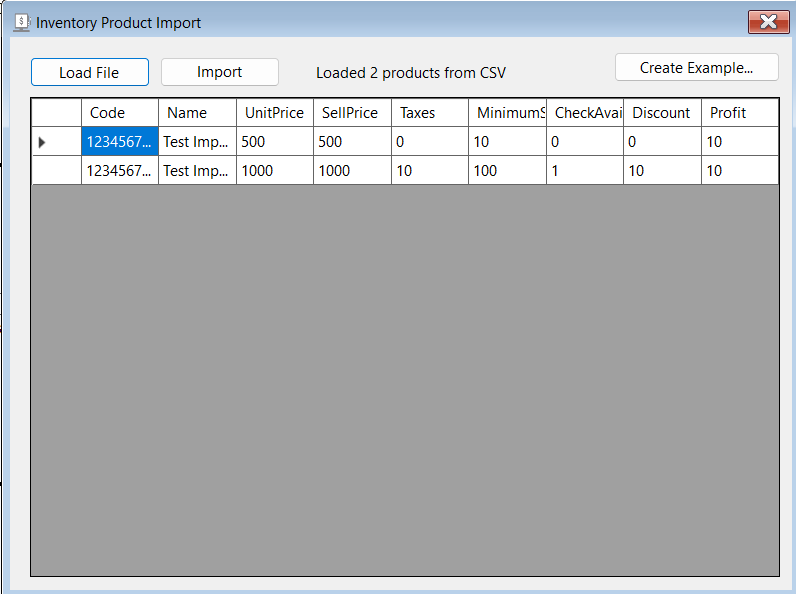 Inventory Product Import
Load File Import Loaded 2 products from CSV Create Example...
Code Name UnitPrice SellPrice Taxes MinimumS CheckAvai Discount Profit
1234567... Test Imp... 500 500 0 10 0 0 10
1234567... Test Imp... 1000 1000 10 100 1 10 10